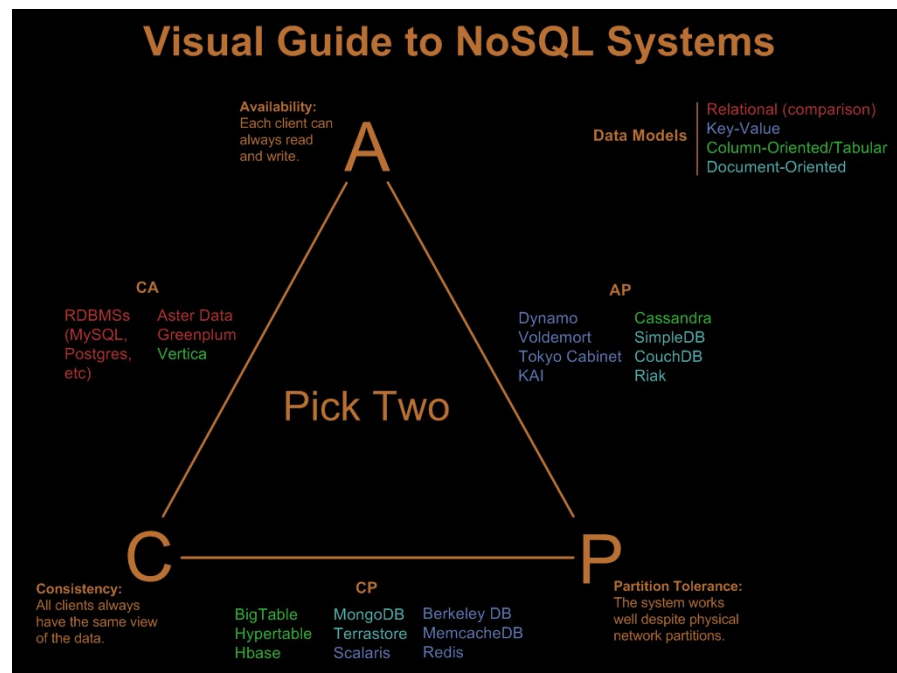 Visual Guide to NoSQL Systems
Availability:
Each client can
always read
and write.
A
Data Models
Relational (comparison)
Key-Value
Column-Oriented/Tabular
Document-Oriented
CA
RDBMSs
(MySQL,
Postgres,
etc)
Aster Data
Greenplum
Vertica
AP
Dynamo
Voldemort
Tokyo Cabinet
KAI
Cassandra
SimpleDB
CouchDB
Riak
Pick Two
C
P
Consistency:
All clients always
have the same view
of the data.
CP
BigTable
Hypertable
Hbase
MongoDB
Terrastore
Scalaris
Berkeley DB
MemcacheDB
Redis
Partition Tolerance:
The system works
well despite physical
network partitions.